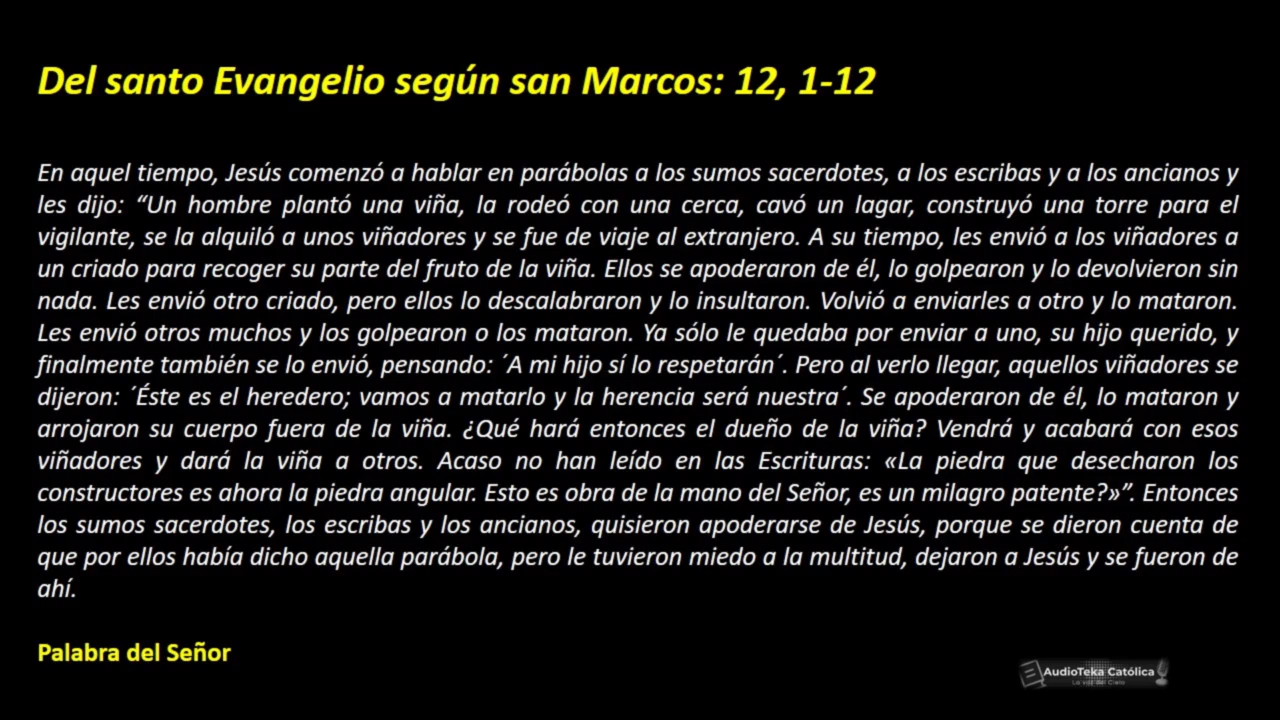 Del santo Evangelio según san Marcos: 12, 1-12
En aquel tiempo, Jesús comenzó a hablar en parábolas a los sumos sacerdotes, a los escribas y a los ancianos y
les dijo: “Un hombre plantó una viña, la rodeó con una cerca, cavó un lagar, construyó una torre para el
vigilante, se la alquiló a unos viñadores y se fue de viaje al extranjero. A su tiempo, les envió a los viñadores a
un criado para recoger su parte del fruto de la viña. Ellos se apoderaron de él, lo golpearon y lo devolvieron sin
nada. Les envió otro criado, pero ellos lo descalabraron y lo insultaron. Volvió a enviarles a otro y lo mataron.
Les envió otros muchos y los golpearon o los mataron. Ya sólo le quedaba por enviar a uno, su hijo querido, y
finalmente también se lo envió, pensando: ´A mi hijo sí lo respetarán´. Pero al verlo llegar, aquellos viñadores se
dijeron: ´Éste es el heredero; vamos a matarlo y la herencia será nuestra´. Se apoderaron de él, lo mataron y
arrojaron su cuerpo fuera de la viña. ¿Qué hará entonces el dueño de la viña? Vendrá y acabará con esos
viñadores y dará la viña a otros. Acaso no han leído en las Escrituras: «La piedra que desecharon los
constructores es ahora la piedra angular. Esto es obra de la mano del Señor, es un milagro patente?»”. Entonces
los sumos sacerdotes, los escribas y los ancianos, quisieron apoderarse de Jesús, porque se dieron cuenta de
que por ellos había dicho aquella parábola, pero le tuvieron miedo a la multitud, dejaron a Jesús y se fueron de
ahí.
Palabra del Señor
AudioTeka Católica